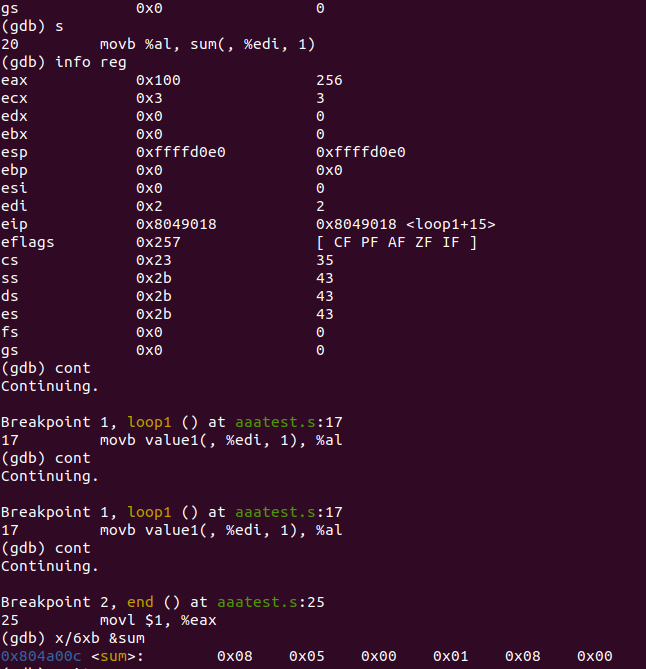 gs 0x0 0
(gdb) s
20 movb %al, sum(, %edi, 1)
(gdb) info reg
eax 0x100 256
ecx 0x3 3
edx 0x0 0
ebx 0x0 0
esp 0xffffd0e0 0xffffd0e0
ebp 0x0 0x0
esi 0x0 0
edi 0x2 2
eip 0x8049018 0x8049018 <loop1+15>
eflags 0x257 [ CF PF AF ZF IF ]
cs 0x23 35
ss 0x2b 43
ds 0x2b 43
es 0x2b 43
fs 0x0 0
gs 0x0 0
(gdb) cont
Continuing.
Breakpoint 1, loop1 () at aaatest.s:17
17 movb value1(, %edi, 1), %al
(gdb) cont
Continuing.
Breakpoint 1, loop1 () at aaatest.s:17
17 movb value1(, %edi, 1), %al
(gdb) cont
Continuing.
Breakpoint 2, end () at aaatest.s:25
25 movl $1, %eax
(gdb) x/6xb &sum
0x804a00c <sum>: 0x08 0x05 0x00 0x01 0x08 0x00